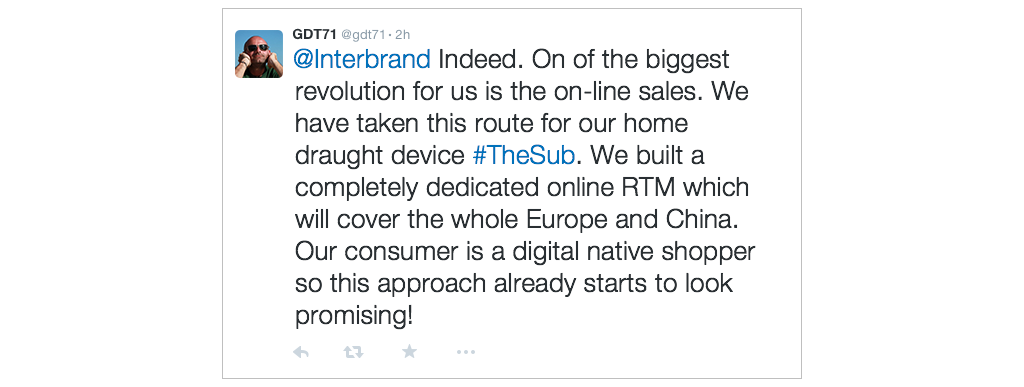 GDT71 @gdt71 · 2h
@Interbrand Indeed. On of the biggest
revolution for us is the on-line sales. We
have taken this route for our home
draught device #TheSub. We built a
completely dedicated online RTM which
will cover the whole Europe and China.
Our consumer is a digital native shopper
so this approach already starts to look
promising!